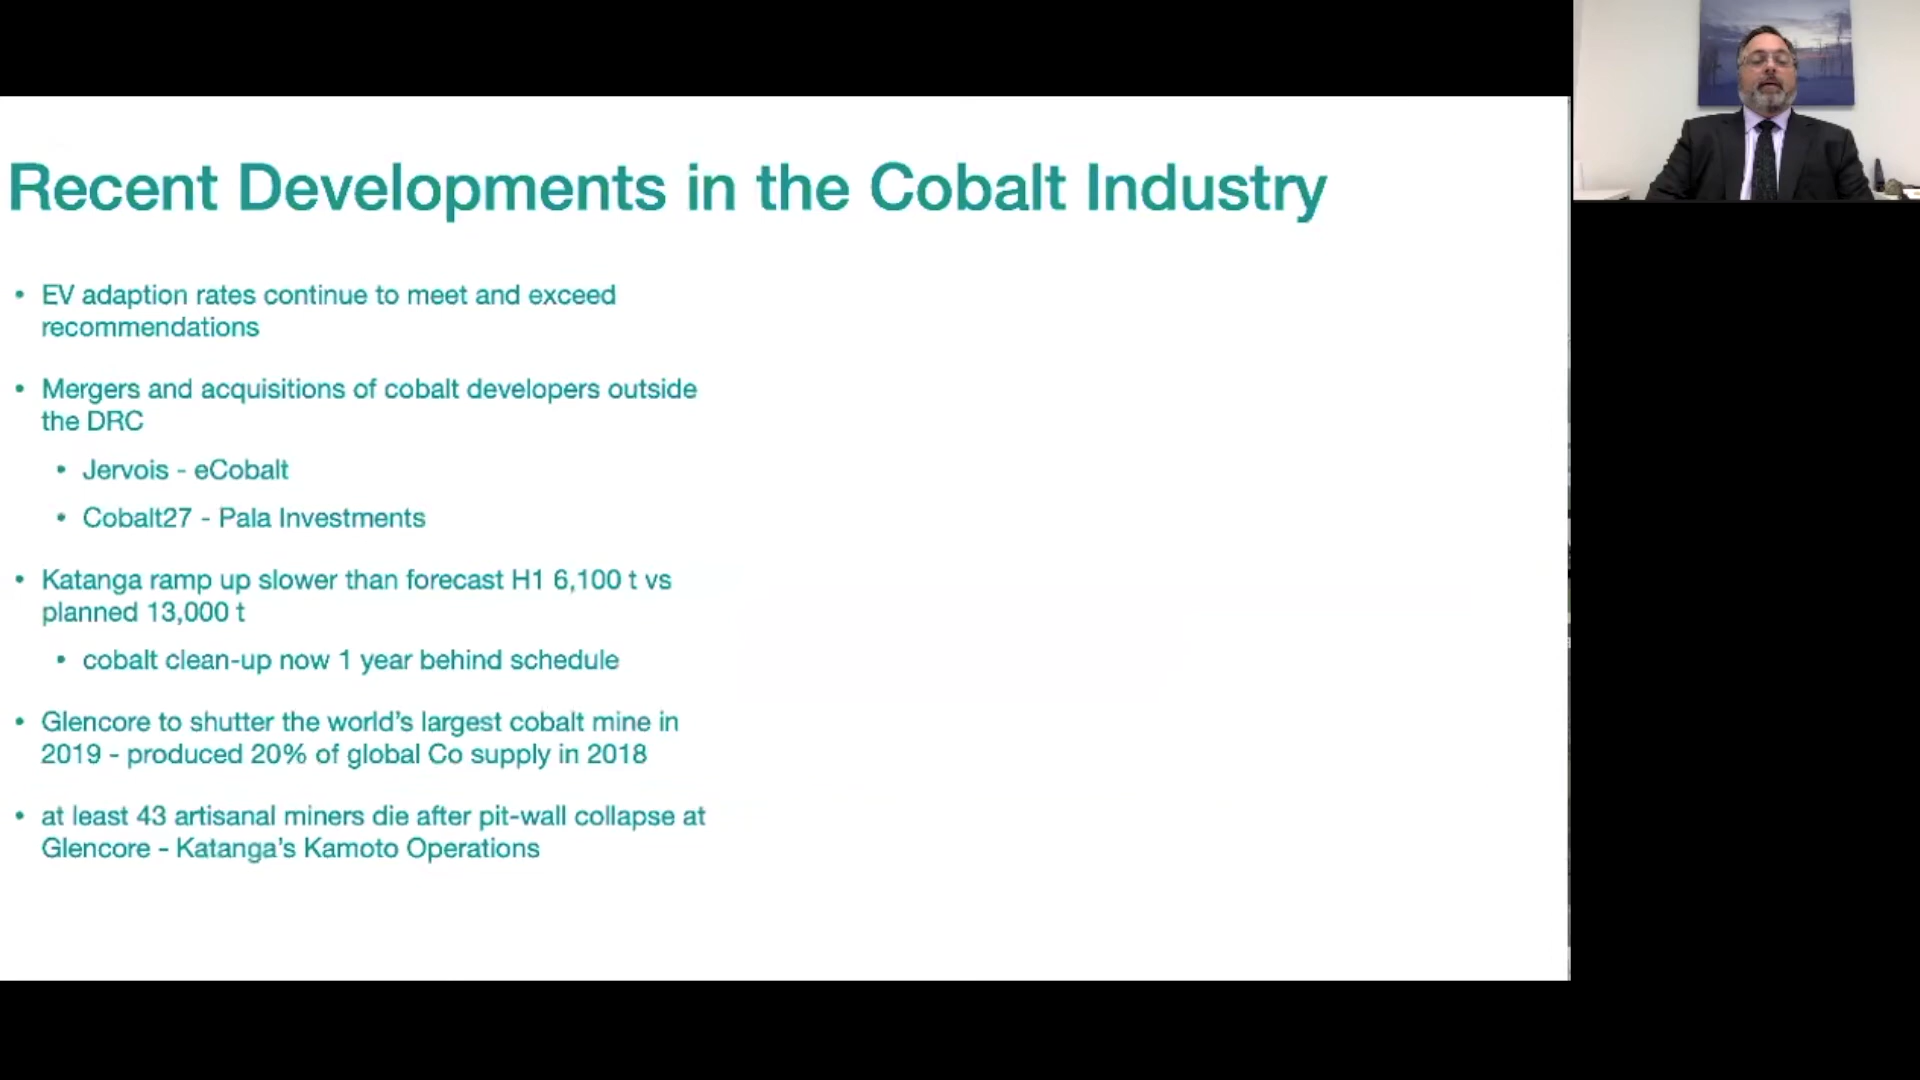 Recent Developments in the Cobalt Industry
• EV adaption rates continue to meet and exceed
recommendations
• Mergers and acquisitions of cobalt developers outside
the DRC
• Jervois - eCobalt
• Cobalt27 - Pala Investments
• Katanga ramp up slower than forecast H1 6,100 t vs
planned 13,000 t
• cobalt clean-up now 1 year behind schedule
• Glencore to shutter the world’s largest cobalt mine in
2019 - produced 20% of global Co supply in 2018
• at least 43 artisanal miners die after pit-wall collapse at
Glencore - Katanga’s Kamoto Operations